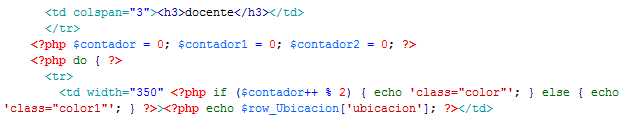 <td colspan="3"><h3>docente</h3></td>
</tr>
<?php $contador = 0; $contador1 = 0; $contador2 = 0; ?>
<?php do { ?>
<tr>
<td width="350" <?php if ($contador++ % 2) { echo 'class="color"'; } else { echo
'class="color1"'; } ?>><?php echo $row_Ubicacion['ubicacion']; ?></td>